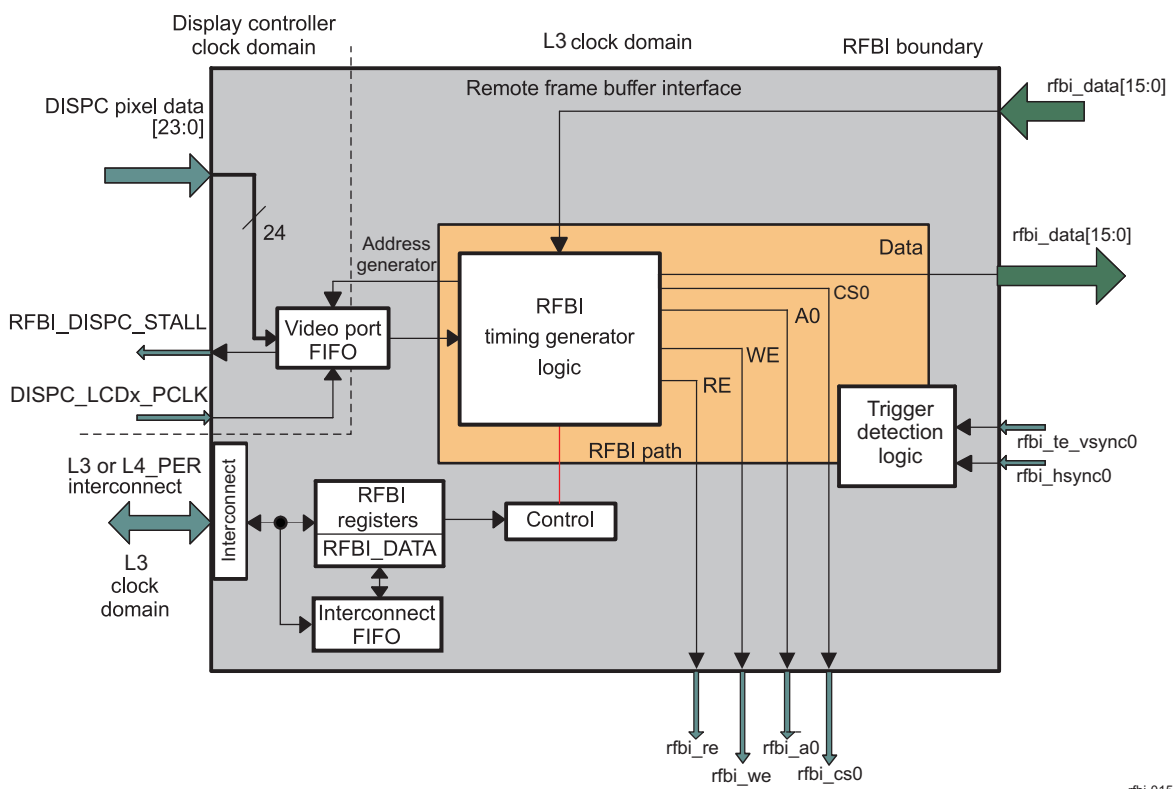 Display controller
clock domain
L3 clock domain
RFBI boundary
Remote frame buffer interface
DISPC pixel data
[23:0]
rfbi_data[15:0]
24
Address
generator
Data
rfbi_data[15:0]
RFBI
timing generator
logic
CS0
A0
WE
RE
RFBI_DISPC_STALL
Video port
FIFO
DISPC_LCDx_PCLK
Trigger
detection
logic
rfbi_te_vsync0
rfbi_hsync0
RFBI path
L3 or L4_PER
interconnect
Interconnect
RFBI
registers
RFBI_DATA
Control
L3
clock
domain
Interconnect
FIFO
rfbi_re
rfbi_we
rfbi_a0
rfbi_cs0